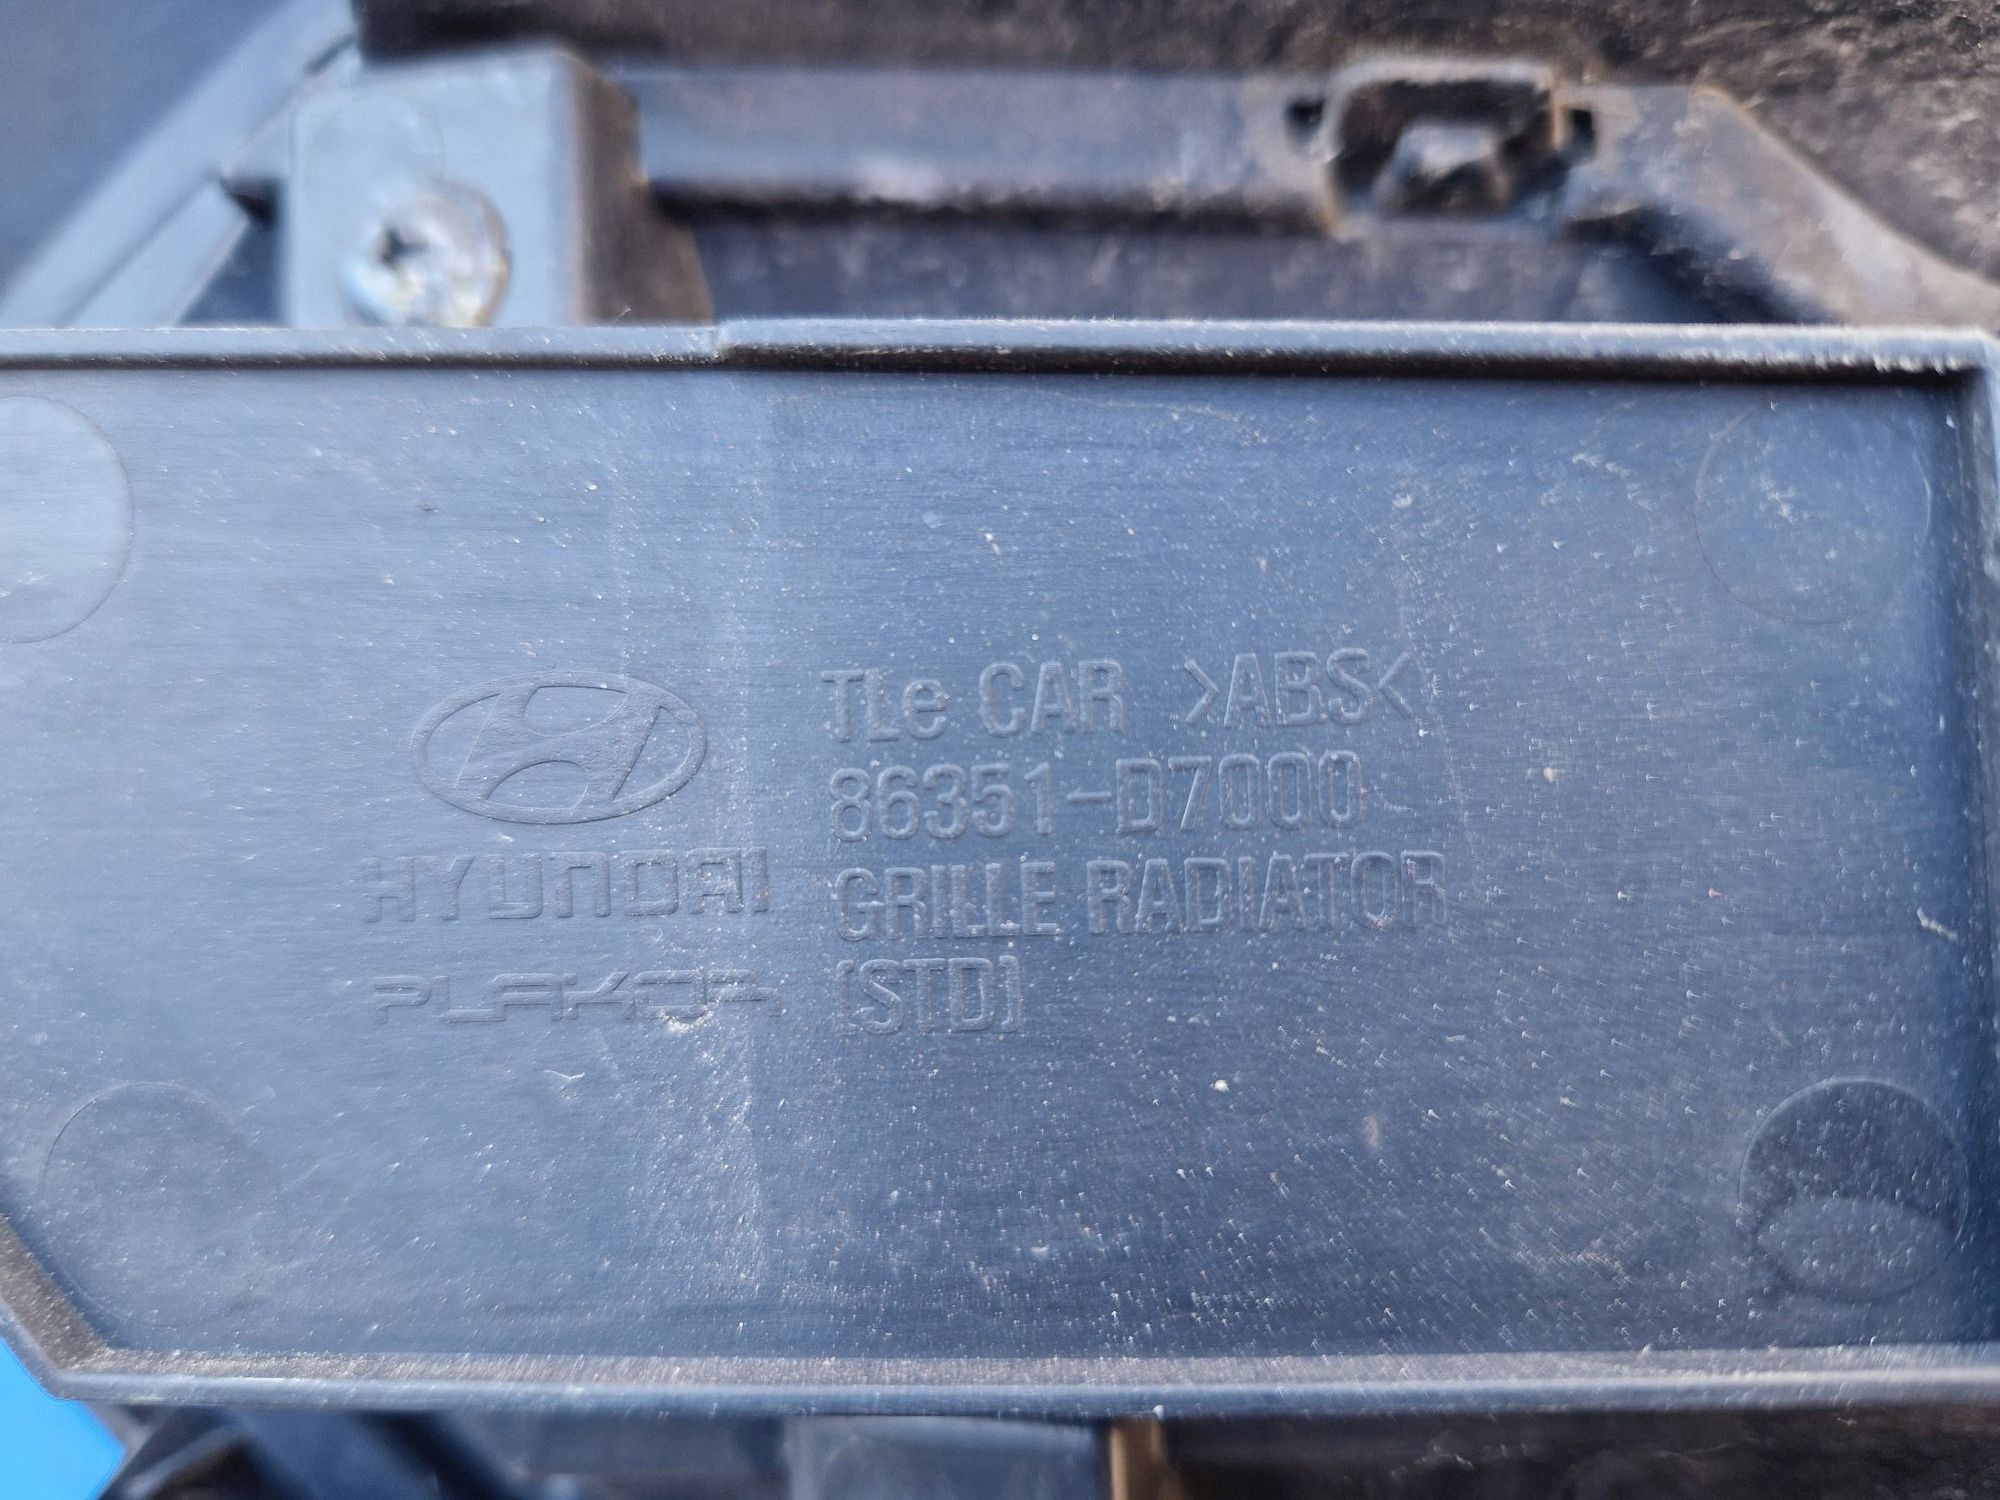 HYUNDAI
PLAKOR
TLe CAR >ABS<
86351-D7000
GRILLE RADIATOR
[STD]